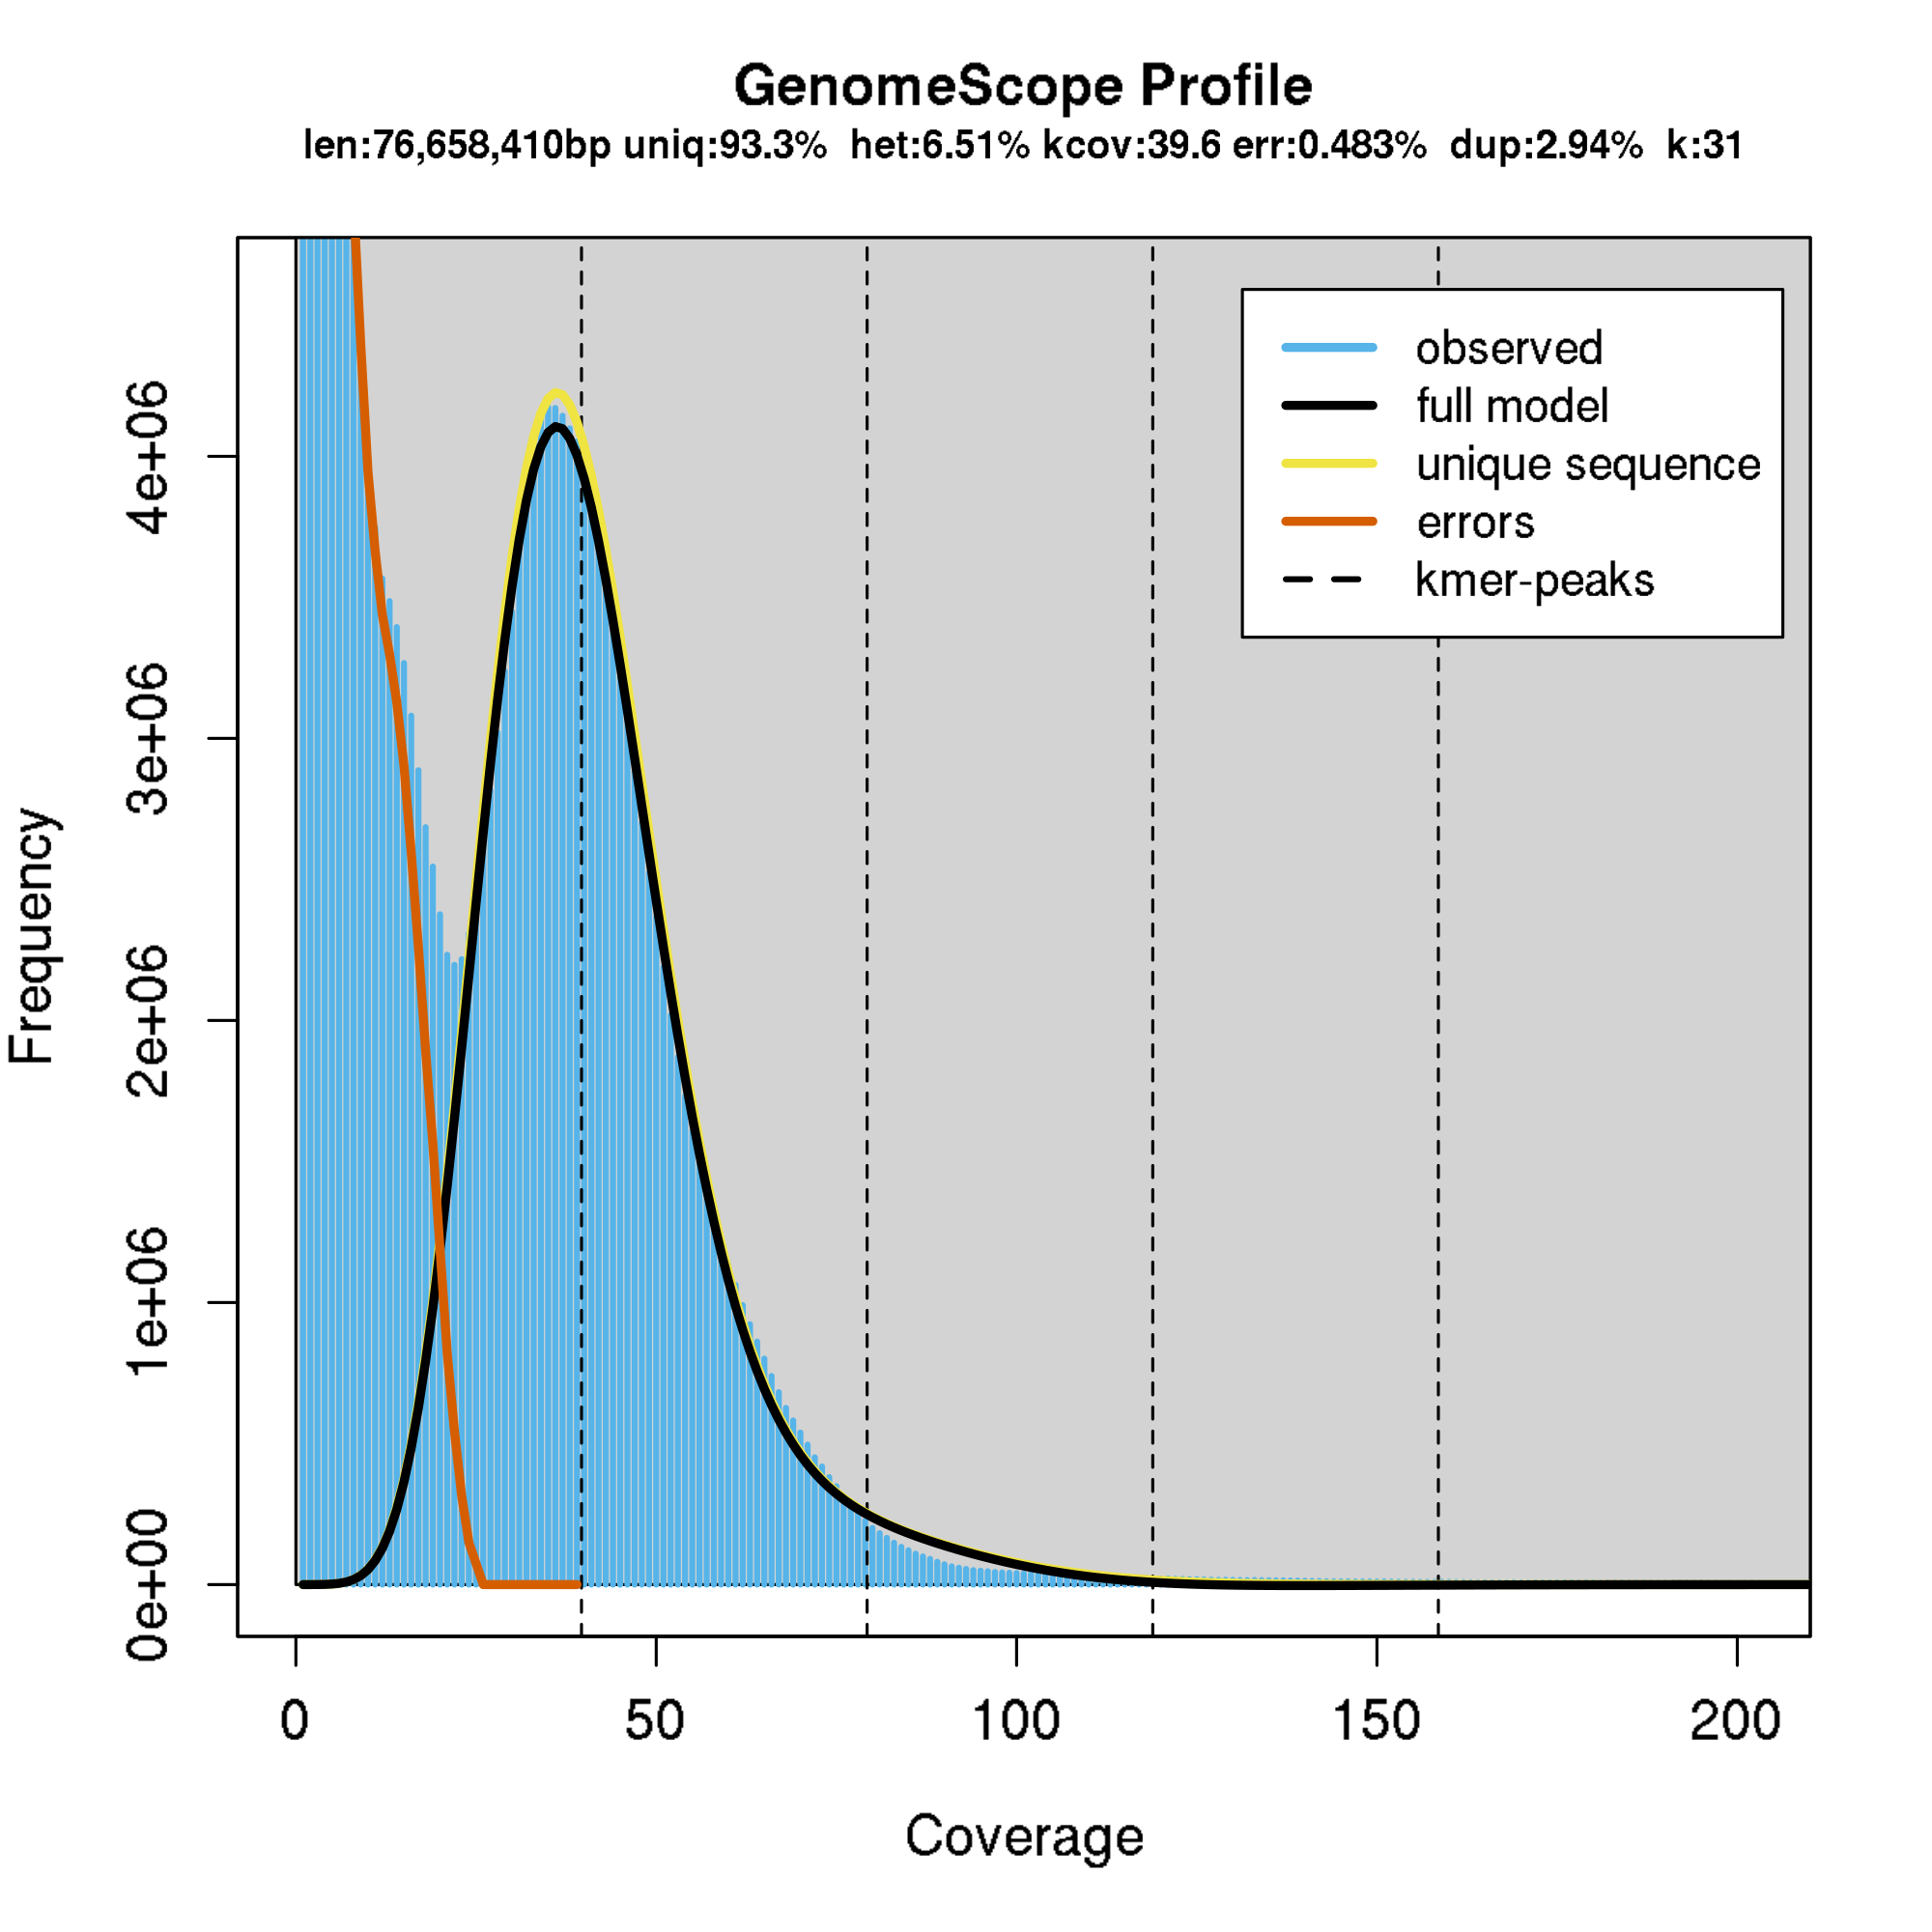 GenomeScope Profile
len:76,658,410bp uniq:93.3% het:6.51% kcov:39.6 err:0.483% dup:2.94% k:31
observed
full model
unique sequence
errors
kmer-peaks
Frequency
4e+06
3e+06
2e+06
1e+06
0e+00
0 50 100 150 200
Coverage